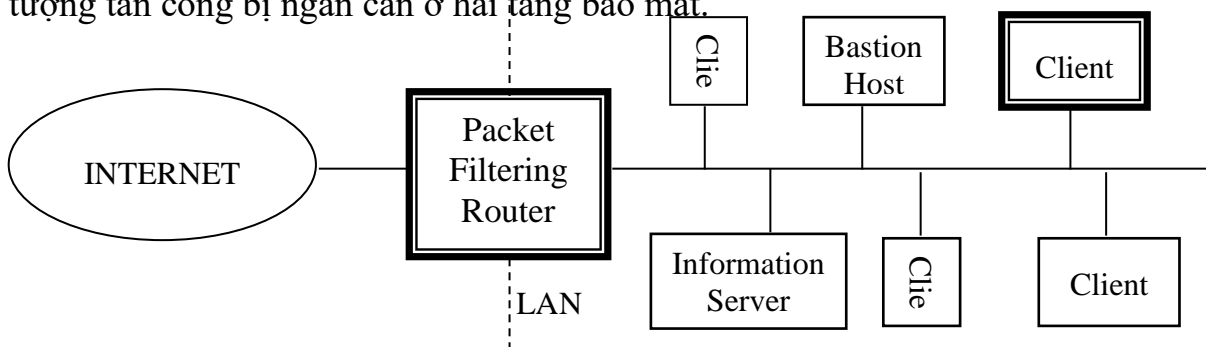 tượng tấn công bị ngăn cản ở hai tầng bảo mật.
Clie
Bastion
Host
Client
INTERNET
Packet
Filtering
Router
Information
Server
Clie
Client
LAN